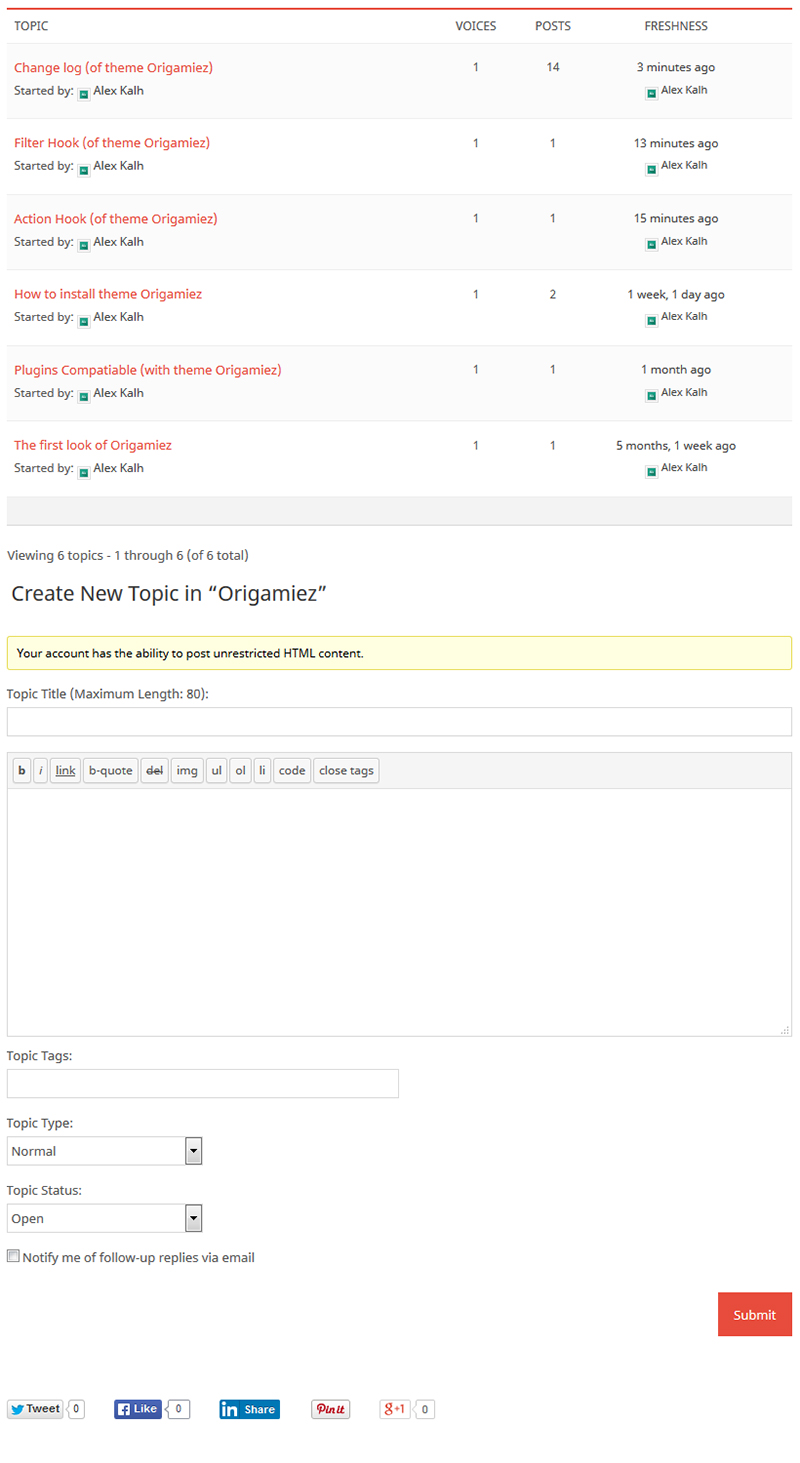 TOPIC VOICES POSTS FRESHNESS
Change log (of theme Origamiez) 1 14 3 minutes ago
Started by: Alex Kalh Alex Kalh
Filter Hook (of theme Origamiez) 1 1 13 minutes ago
Started by: Alex Kalh Alex Kalh
Action Hook (of theme Origamiez) 1 1 15 minutes ago
Started by: Alex Kalh Alex Kalh
How to install theme Origamiez 1 2 1 week, 1 day ago
Started by: Alex Kalh Alex Kalh
Plugins Compatiable (with theme Origamiez) 1 1 1 month ago
Started by: Alex Kalh Alex Kalh
The first look of Origamiez 1 1 5 months, 1 week ago
Started by: Alex Kalh Alex Kalh
Viewing 6 topics - 1 through 6 (of 6 total)
Create New Topic in “Origamiez”
Your account has the ability to post unrestricted HTML content.
Topic Title (Maximum Length: 80):
b i link b-quote del img ul ol li code close tags
Topic Tags:
Topic Type:
Normal
Topic Status:
Open
Notify me of follow-up replies via email
Submit
Tweet 0 Like 0 in Share Pin it g+1 0